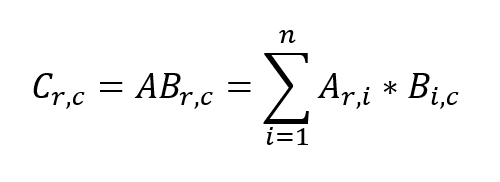 C_{r,c} = AB_{r,c} = \sum_{i=1}^{n} A_{r,i} * B_{i,c}